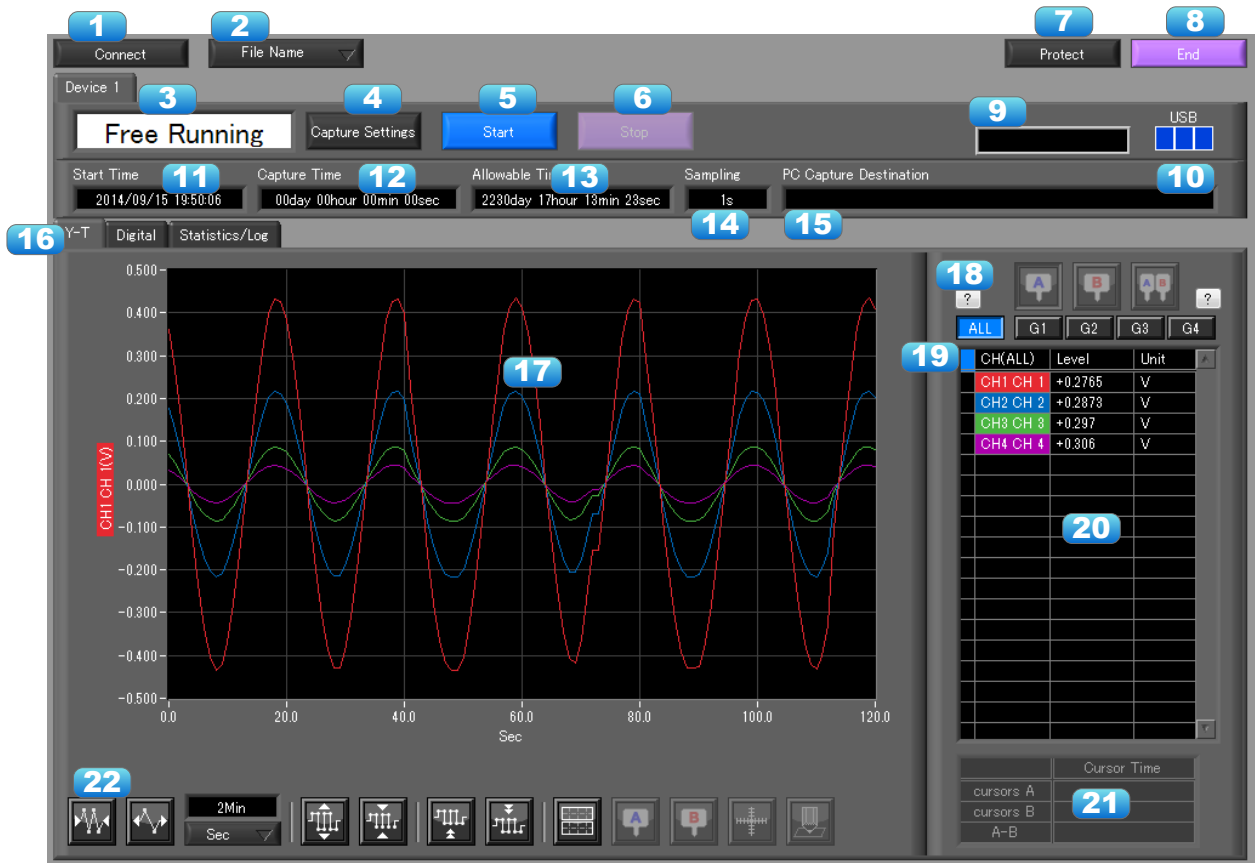 1 2 7 8
Connect File Name Protect End
Device 1
3 4 5 6 9 USB
Free Running Capture Settings Start Stop
Start Time 11 Capture Time 12 13 Sampling PC Capture Destination 10
2014/09/15 19:50:06 00day 00hour 00min 00sec 2230day 17hour 13min 23sec 1s
14 15
16 Y-T Digital Statistics/Log
18 A B A B
? ?
ALL G1 G2 G3 G4
19 CH(ALL) Level Unit
CH1 CH 1 +0.2765 V
CH2 CH 2 +0.2873 V
CH3 CH 3 +0.297 V
CH4 CH 4 +0.306 V
20
0.500
0.400
0.300
17
0.200
0.100
0.000
-0.100
-0.200
-0.300
-0.400
-0.500
CH1 CH 1(V)
0.0 20.0 40.0 60.0 80.0 100.0 120.0
Sec
22
2Min
Sec
A B
Cursor Time
cursors A
21
cursors B
A-B